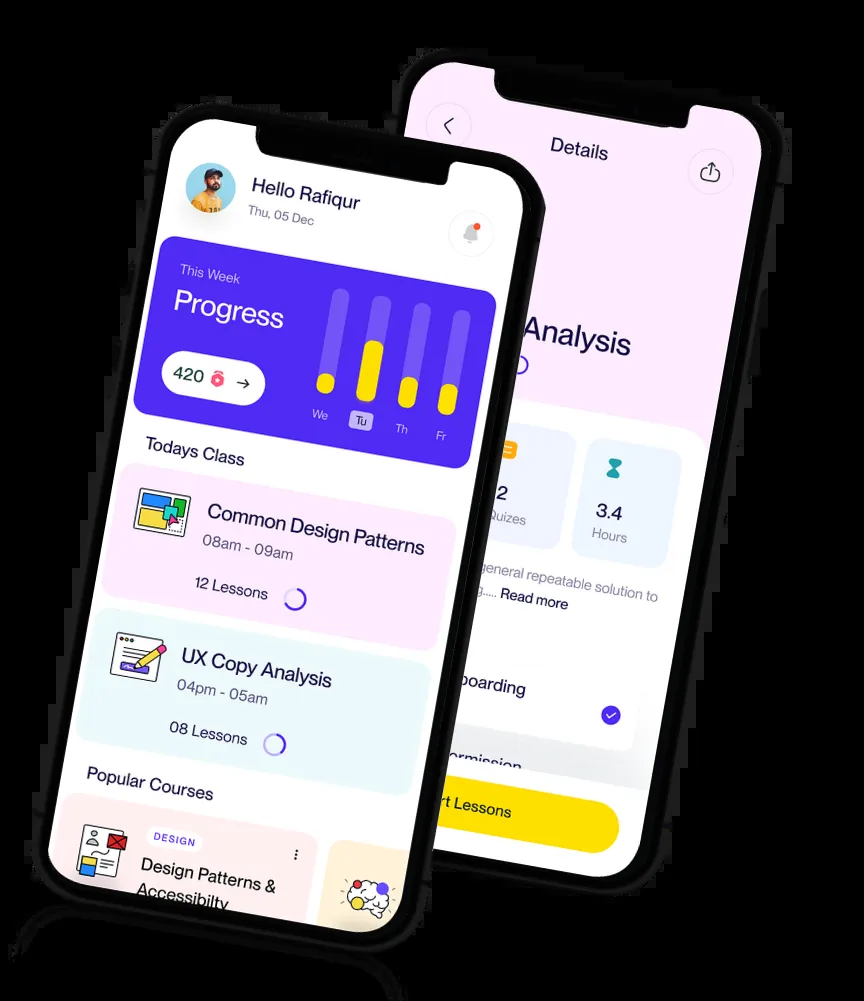 Hello Rafiqur
Thu, 05 Dec
This Week
Progress
420
We
Tu
Th
Fr
Todays Class
Common Design Patterns
08am - 09am
12 Lessons
UX Copy Analysis
04pm - 05am
08 Lessons
Popular Courses
DESIGN
Design Patterns &
Accessibilty
Details
Analysis
2
Quizes
3.4
Hours
general repeatable solution to
g..... Read more
boarding
ermission
rt Lessons